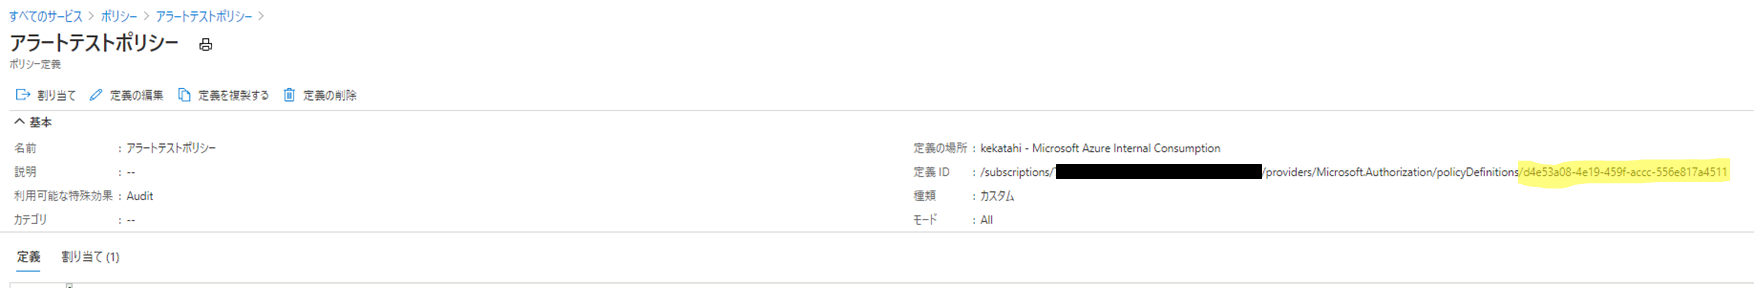 すべてのサービス > ポリシー > アラートテストポリシー >
アラートテストポリシー
ポリシー定義
割り当て 定義の編集 定義を複製する 定義の削除
基本
名前 : アラートテストポリシー
説明 : --
利用可能な特殊効果 : Audit
カテゴリ : --
定義の場所 : kekatahi - Microsoft Azure Internal Consumption
定義 ID : /subscriptions/ /providers/Microsoft.Authorization/policyDefinitions/d4e53a08-4e19-459f-accc-556e817a4511
種類 : カスタム
モード : All
定義 割り当て (1)